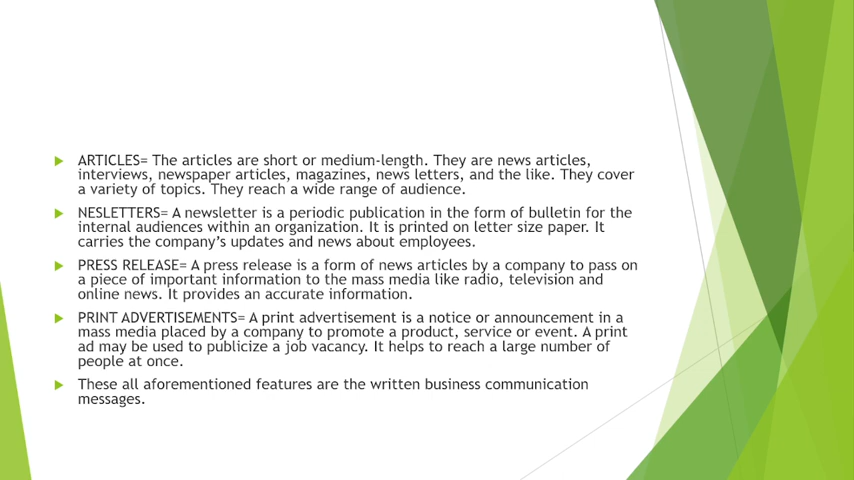 ARTICLES= The articles are short or medium-length. They are news articles,
interviews, newspaper articles, magazines, news letters, and the like. They cover
a variety of topics. They reach a wide range of audience.
NESLETTERS= A newsletter is a periodic publication in the form of bulletin for the
internal audiences within an organization. It is printed on letter size paper. It
carries the company’s updates and news about employees.
PRESS RELEASE= A press release is a form of news articles by a company to pass on
a piece of important information to the mass media like radio, television and
online news. It provides an accurate information.
PRINT ADVERTISEMENTS= A print advertisement is a notice or announcement in a
mass media placed by a company to promote a product, service or event. A print
ad may be used to publicize a job vacancy. It helps to reach a large number of
people at once.
These all aforementioned features are the written business communication
messages.